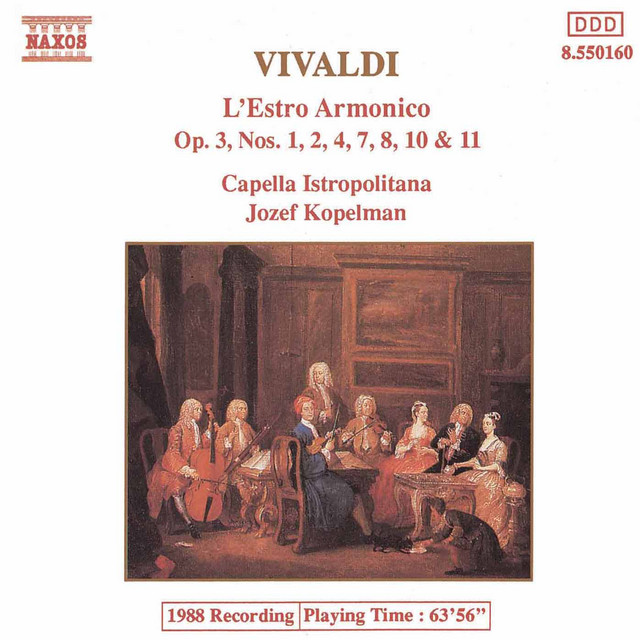 NAXOS
DDD
8.550160
VIVALDI
L'Estro Armonico
Op. 3, Nos. 1, 2, 4, 7, 8, 10 & 11
Capella Istropolitana
Jozef Kopelman
1988 Recording Playing Time : 63'56"